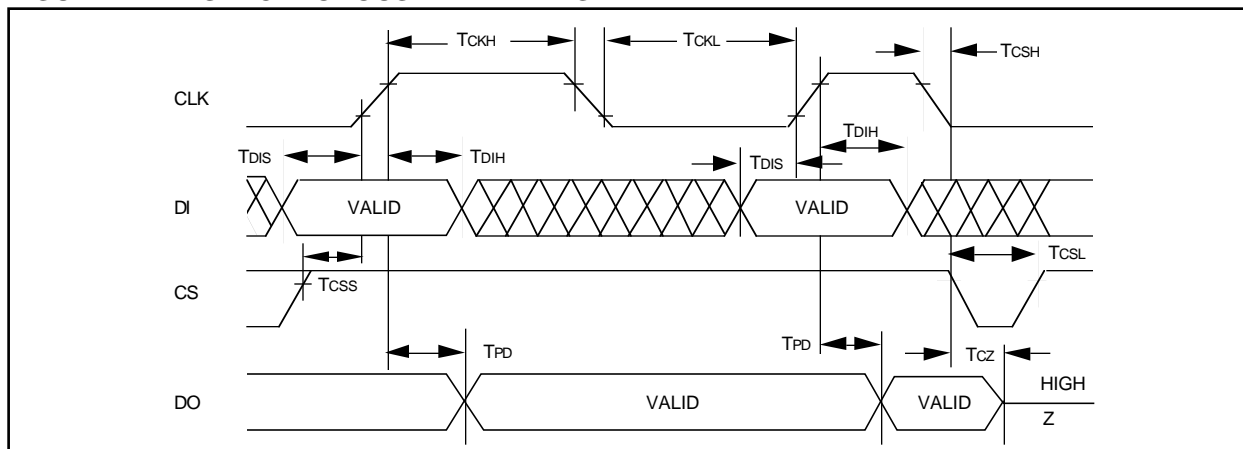 TCKH
TCKL
TCSH
CLK
TDIS
TDIH
TDIS
TDIH
DI
VALID
VALID
TCSS
TCSL
CS
TPD
TPD
TCZ
DO
VALID
VALID
HIGH
Z